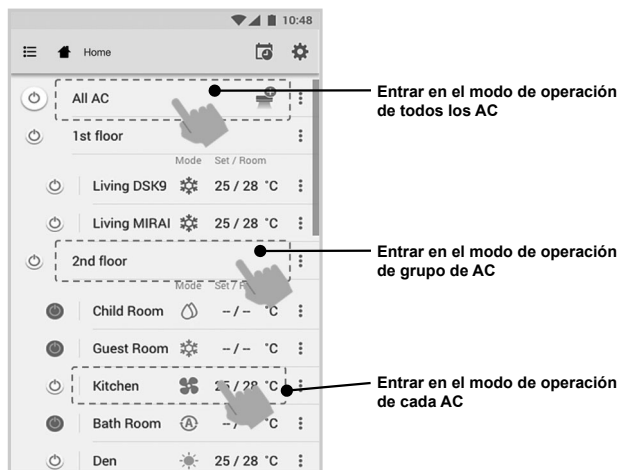 10:48
Home
All AC
Entrar en el modo de operación
de todos los AC
1st floor
Mode Set / Room
Living DSK9 25 / 28 °C
Living MIRAI 25 / 28 °C
2nd floor
Entrar en el modo de operación
de grupo de AC
Mode Set /
Child Room -- / - °C
Guest Room -- / -- °C
Kitchen 25 / 28 °C
Entrar en el modo de operación
de cada AC
Bath Room A -- °C
Den 25 / 28 °C